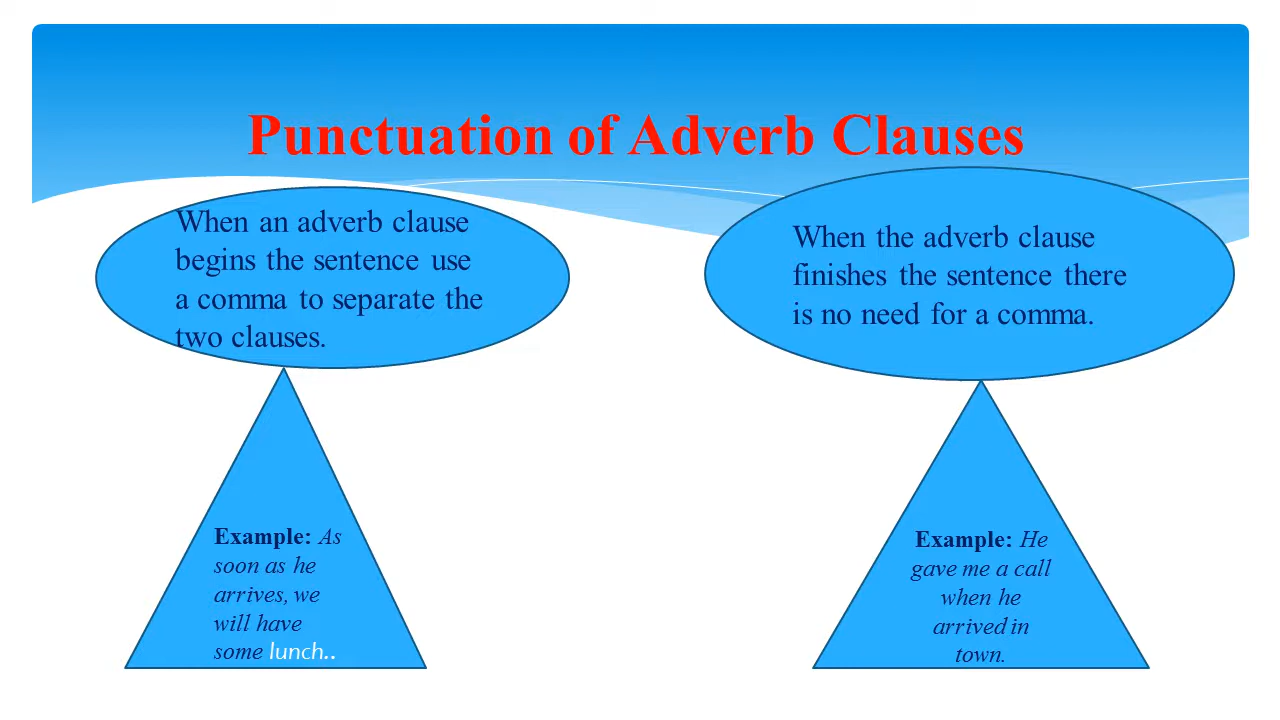 Punctuation of Adverb Clauses
When an adverb clause
begins the sentence use
a comma to separate the
two clauses.
When the adverb clause
finishes the sentence there
is no need for a comma.
Example: As
soon as he
arrives, we
will have
some lunch..
Example: He
gave me a call
when he
arrived in
town.